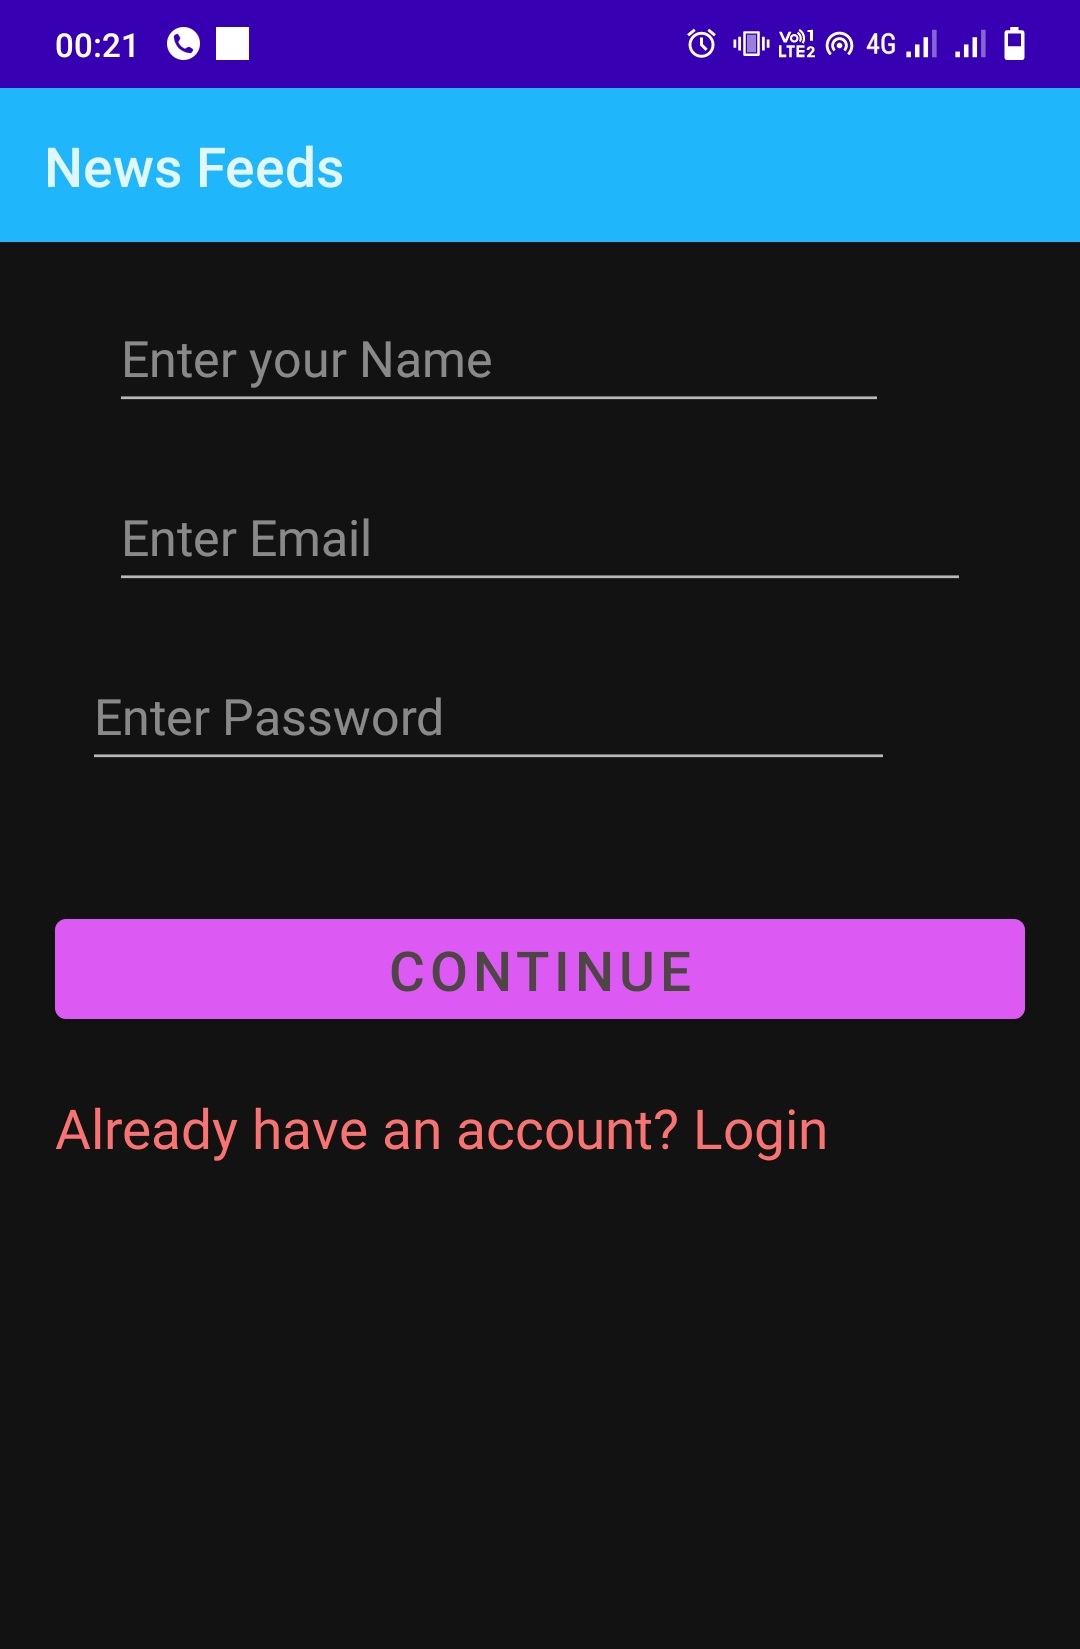 00:21 Vo)) 1 LTE2 4G
News Feeds
Enter your Name
Enter Email
Enter Password
CONTINUE
Already have an account? Login